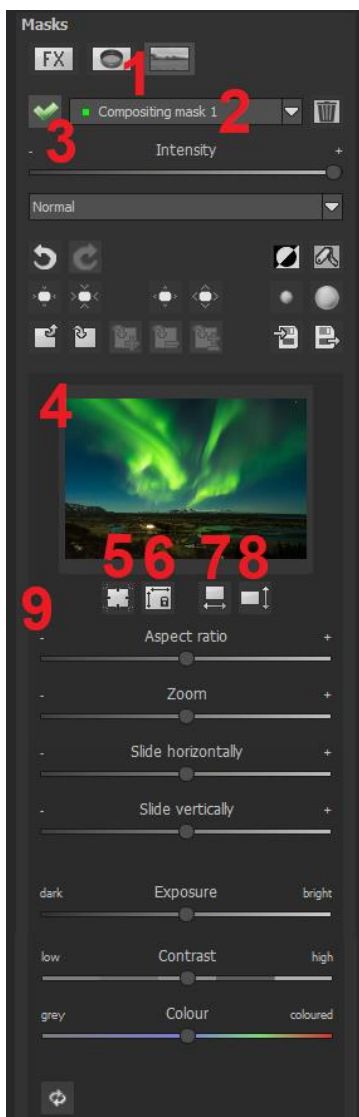 Masks
FX
1
Compositing mask 1
2
3
- Intensity +
Normal
4
5 6 7 8
9
- Aspect ratio +
- Zoom +
- Slide horizontally +
- Slide vertically +
dark Exposure bright
low Contrast high
grey Colour coloured